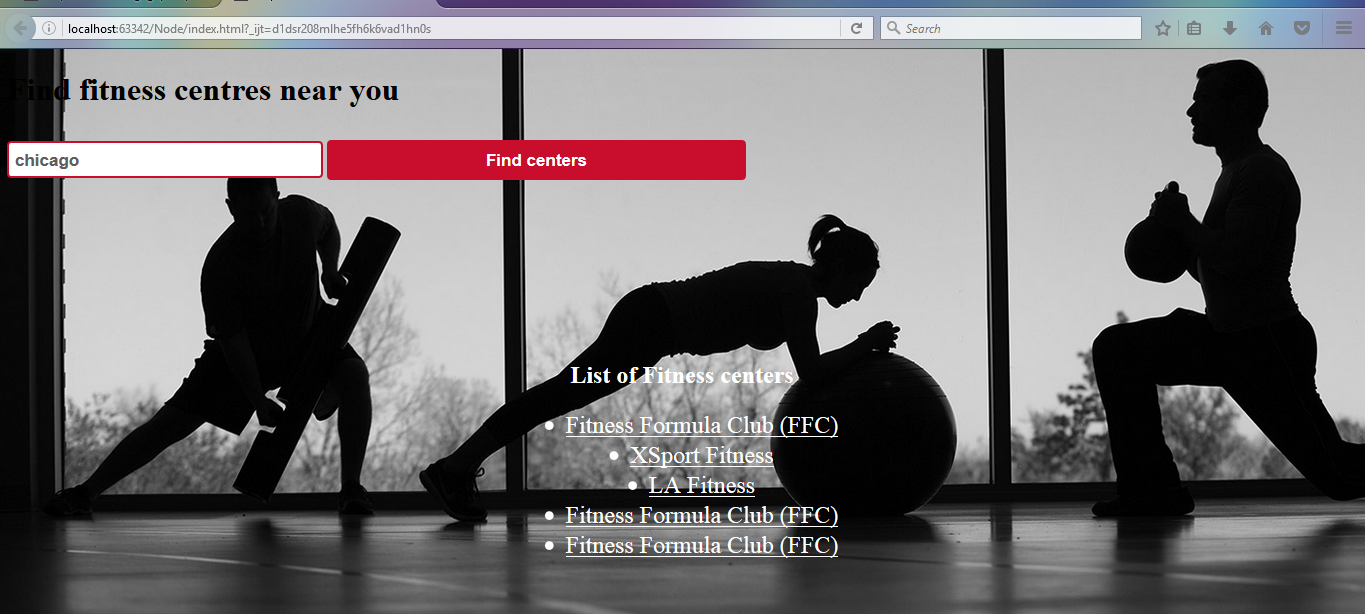 localhost:63342/Node/index.html?_ijt=d1dsr208mlhe5fh6k6vad1hn0s
Search
Find fitness centres near you
chicago
Find centers
List of Fitness centers
Fitness Formula Club (FFC)
XSport Fitness
LA Fitness
Fitness Formula Club (FFC)
Fitness Formula Club (FFC)